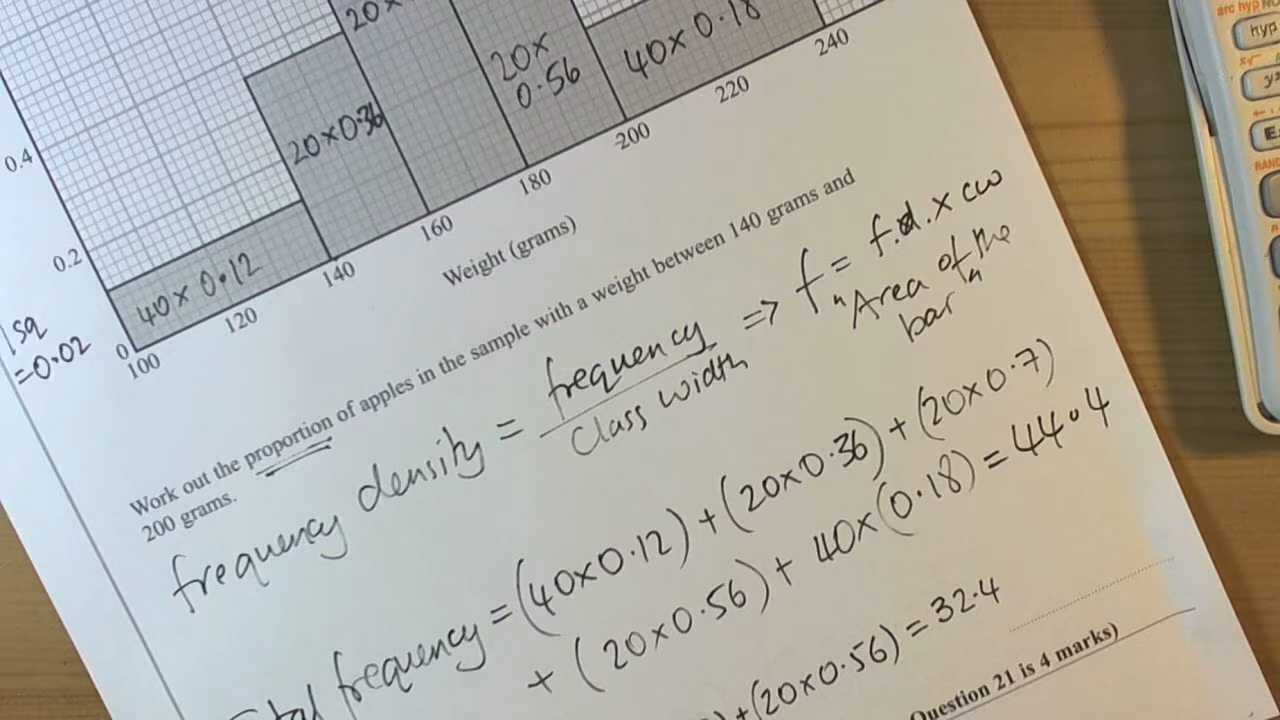 20×
20×
0.56
40× 0.18
20×0.36
40× 0.12
0.4
0.2
0
1sq
=0.02
100
120
140
160
180
200
220
240
Weight (grams)
Work out the proportion of apples in the sample with a weight between 140 grams and
200 grams.
frequency density = frequency / Class width => f = f.d. × cw
"Area of the
bar"
frequency = (40×0.12) + (20×0.36) + (20×0.7)
+ (20×0.56) + 40×(0.18) = 44.4
+(20×0.56) = 32.4
Question 21 is 4 marks)
arc hyp
hyp